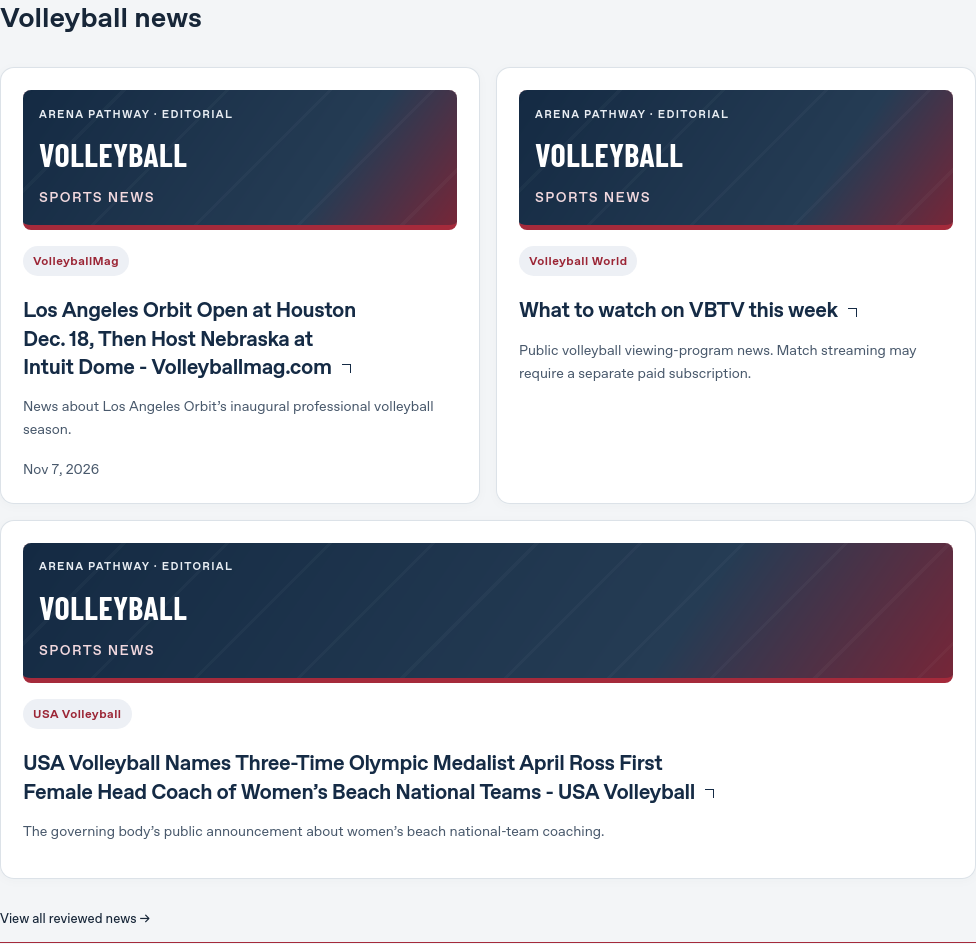 Volleyball news
ARENA PATHWAY · EDITORIAL
VOLLEYBALL
SPORTS NEWS
VolleyballMag
Los Angeles Orbit Open at Houston
Dec. 18, Then Host Nebraska at
Intuit Dome - Volleyballmag.com
News about Los Angeles Orbit’s inaugural professional volleyball
season.
Nov 7, 2026
ARENA PATHWAY · EDITORIAL
VOLLEYBALL
SPORTS NEWS
Volleyball World
What to watch on VBTV this week
Public volleyball viewing-program news. Match streaming may
require a separate paid subscription.
ARENA PATHWAY · EDITORIAL
VOLLEYBALL
SPORTS NEWS
USA Volleyball
USA Volleyball Names Three-Time Olympic Medalist April Ross First
Female Head Coach of Women’s Beach National Teams - USA Volleyball
The governing body’s public announcement about women’s beach national-team coaching.
View all reviewed news →